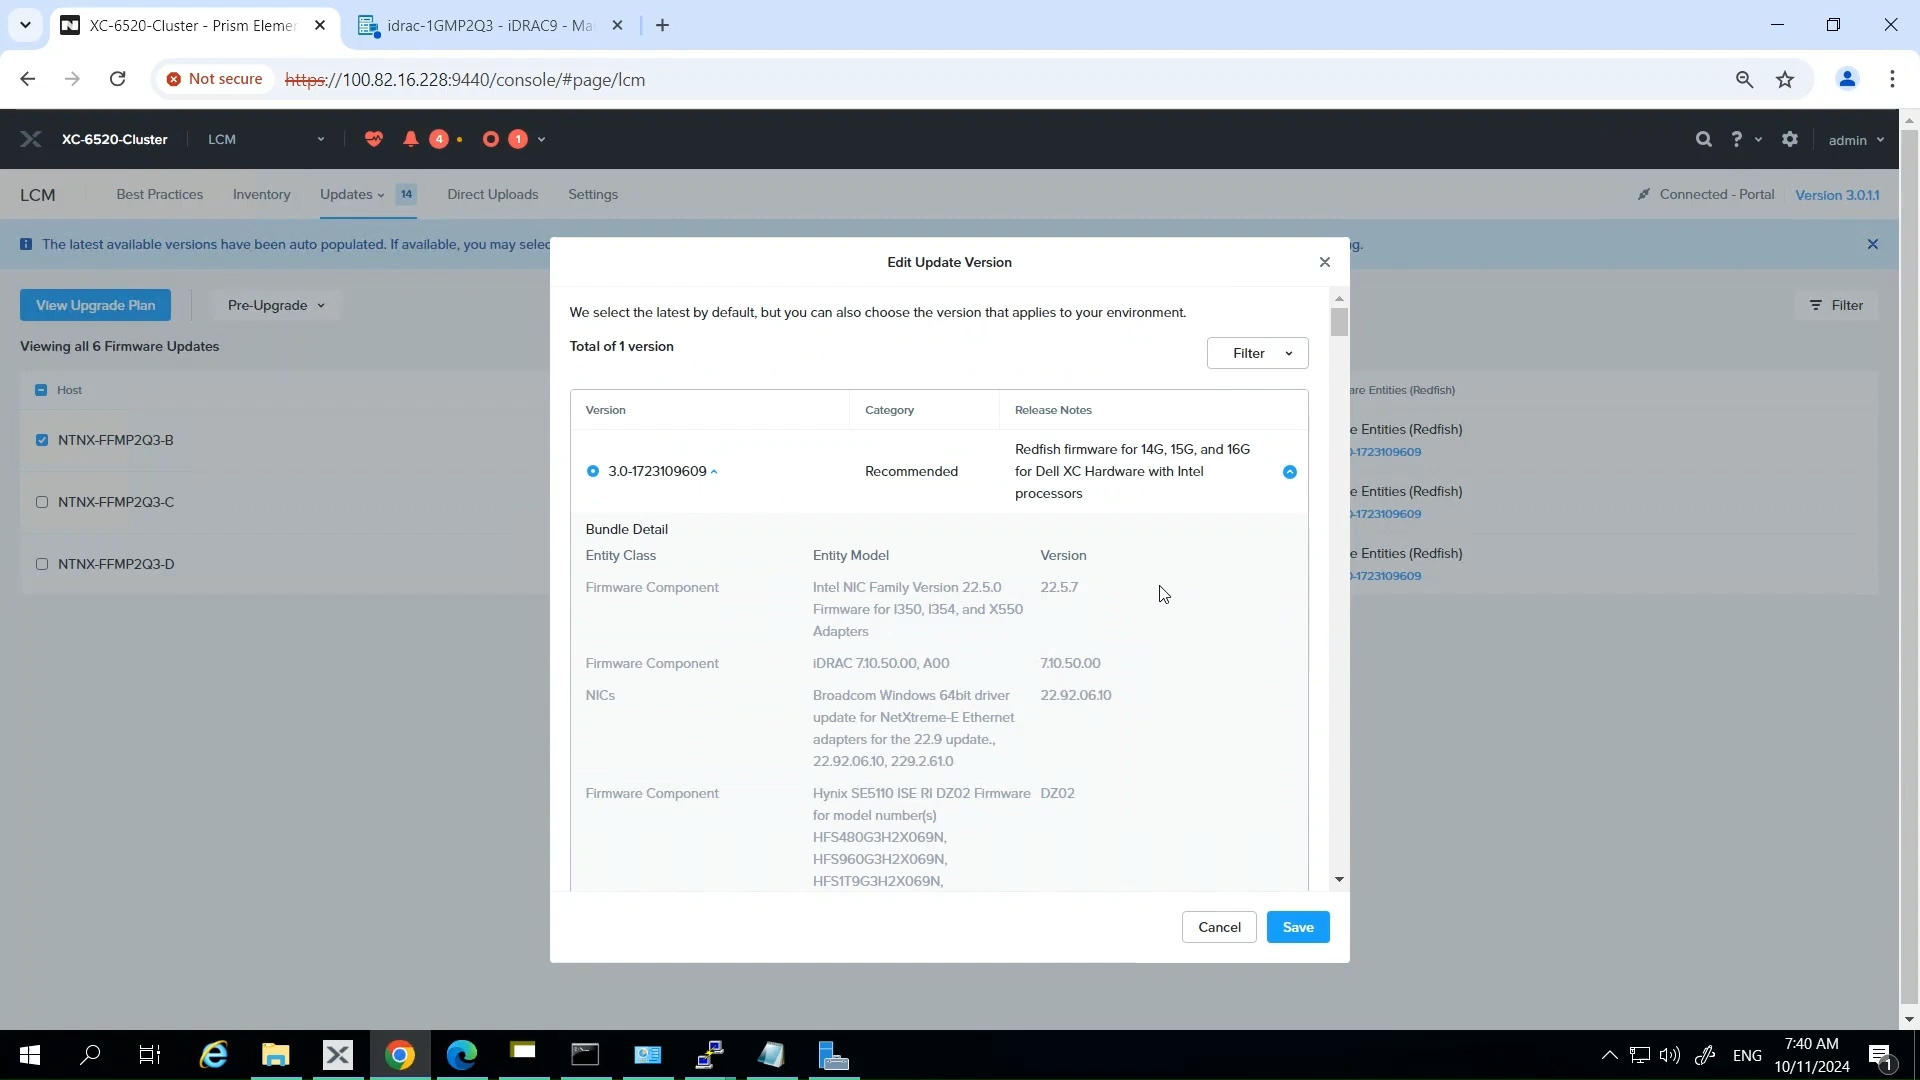 XC-6520-Cluster - Prism Elemen
idrac-1GMP2Q3 - iDRAC9 - Mai
Not secure
https://100.82.16.228:9440/console/#page/lcm
XC-6520-Cluster
LCM
4
1
?
admin
LCM
Best Practices
Inventory
Updates
14
Direct Uploads
Settings
Connected - Portal
Version 3.0.1.1
The latest available versions have been auto populated. If available, you may selec
g.
View Upgrade Plan
Pre-Upgrade
Filter
Viewing all 6 Firmware Updates
Host
are Entities (Redfish)
NTNX-FFMP2Q3-B
e Entities (Redfish)
0-1723109609
NTNX-FFMP2Q3-C
e Entities (Redfish)
0-1723109609
NTNX-FFMP2Q3-D
e Entities (Redfish)
0-1723109609
Edit Update Version
We select the latest by default, but you can also choose the version that applies to your environment.
Total of 1 version
Filter
Version
Category
Release Notes
3.0-1723109609
Recommended
Redfish firmware for 14G, 15G, and 16G
for Dell XC Hardware with Intel
processors
Bundle Detail
Entity Class
Entity Model
Version
Firmware Component
Intel NIC Family Version 22.5.0
Firmware for I350, I354, and X550
Adapters
22.5.7
Firmware Component
iDRAC 7.10.50.00, A00
7.10.50.00
NICs
Broadcom Windows 64bit driver
update for NetXtreme-E Ethernet
adapters for the 22.9 update.,
22.92.06.10, 229.2.61.0
22.92.06.10
Firmware Component
Hynix SE5110 ISE RI DZ02 Firmware
for model number(s)
HFS480G3H2X069N,
HFS960G3H2X069N,
HFS1T9G3H2X069N,
DZ02
Cancel
Save
ENG
7:40 AM
10/11/2024
1